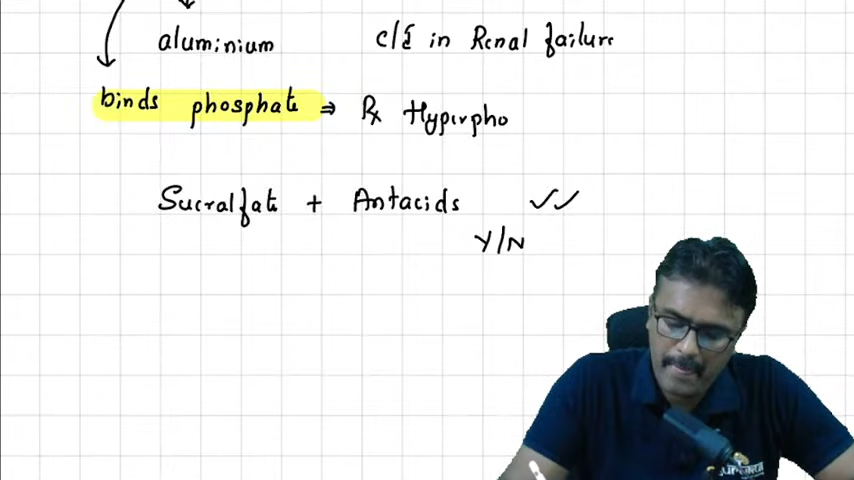 aluminium c/I in Renal failure
binds phosphate ⇒ Rx Hyperpho
Sucralfate + Antacids ✓✓
Y/N